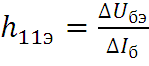 h₁₁э = ΔUбэ / ΔIб